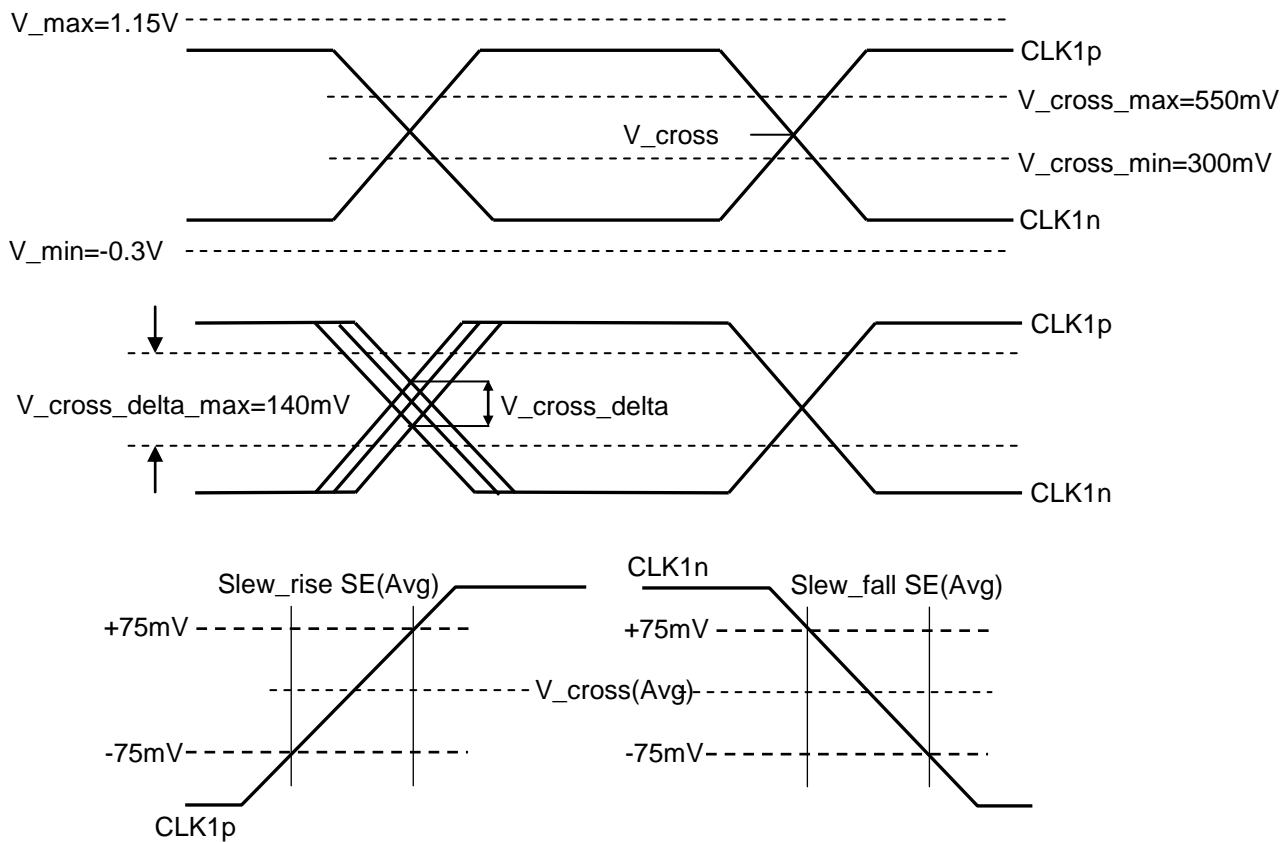 V_max=1.15V
CLK1p
V_cross_max=550mV
V_cross
V_cross_min=300mV
CLK1n
V_min=-0.3V
CLK1p
V_cross_delta_max=140mV
V_cross_delta
CLK1n
Slew_rise SE(Avg)
CLK1n
Slew_fall SE(Avg)
+75mV
+75mV
V_cross(Avg)
-75mV
-75mV
CLK1p